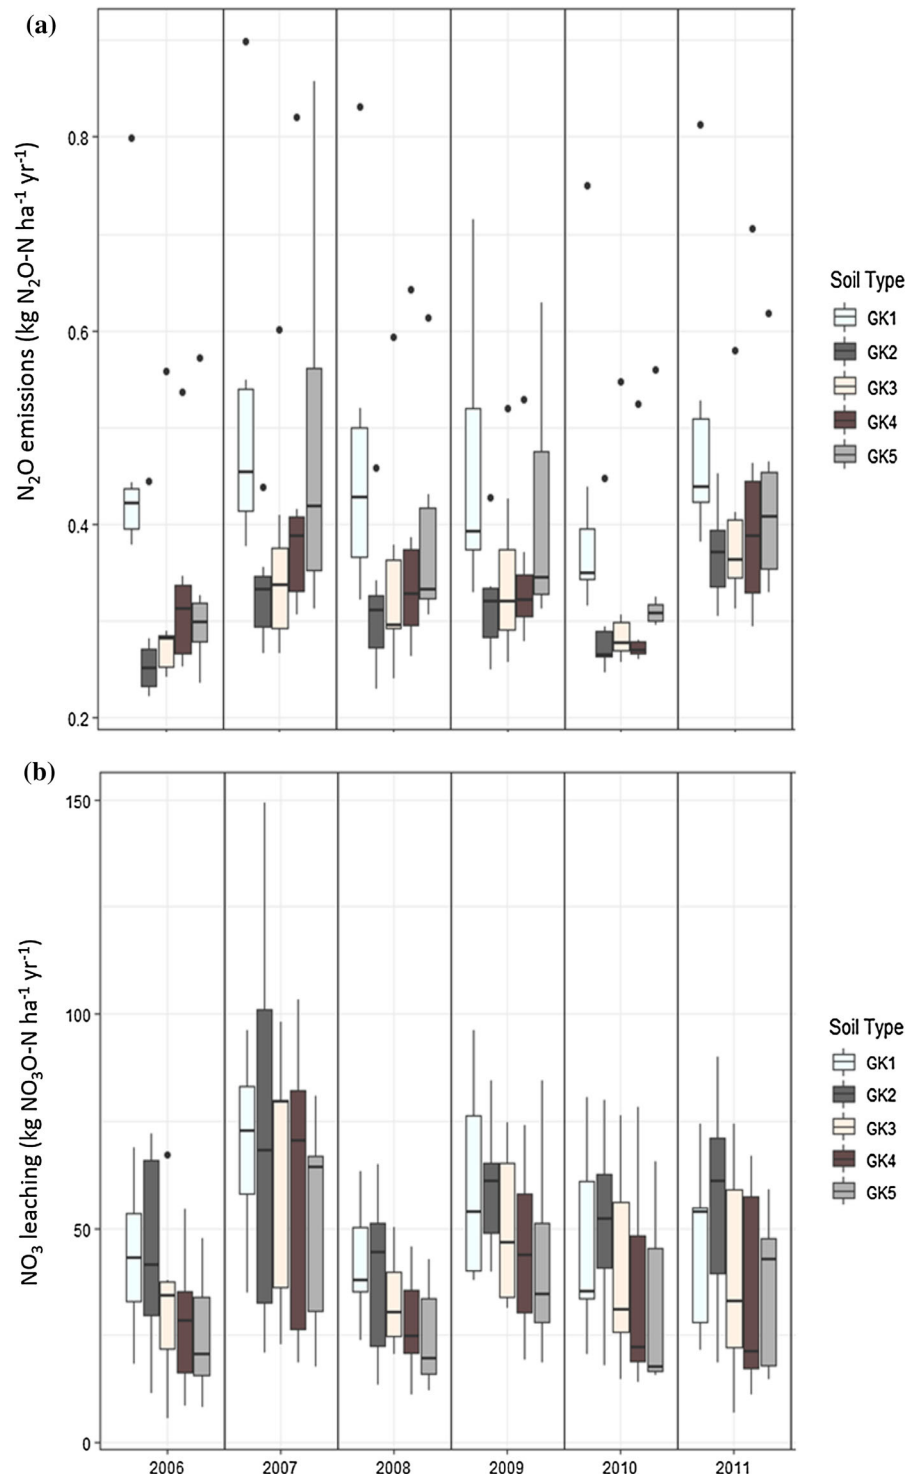 (a)
N2O emissions (kg N2O-N ha-1 yr-1)
0.8
0.6
0.4
0.2
Soil Type
GK1
GK2
GK3
GK4
GK5
(b)
NO3 leaching (kg NO3O-N ha-1 yr-1)
150
100
50
0
Soil Type
GK1
GK2
GK3
GK4
GK5
2006 2007 2008 2009 2010 2011